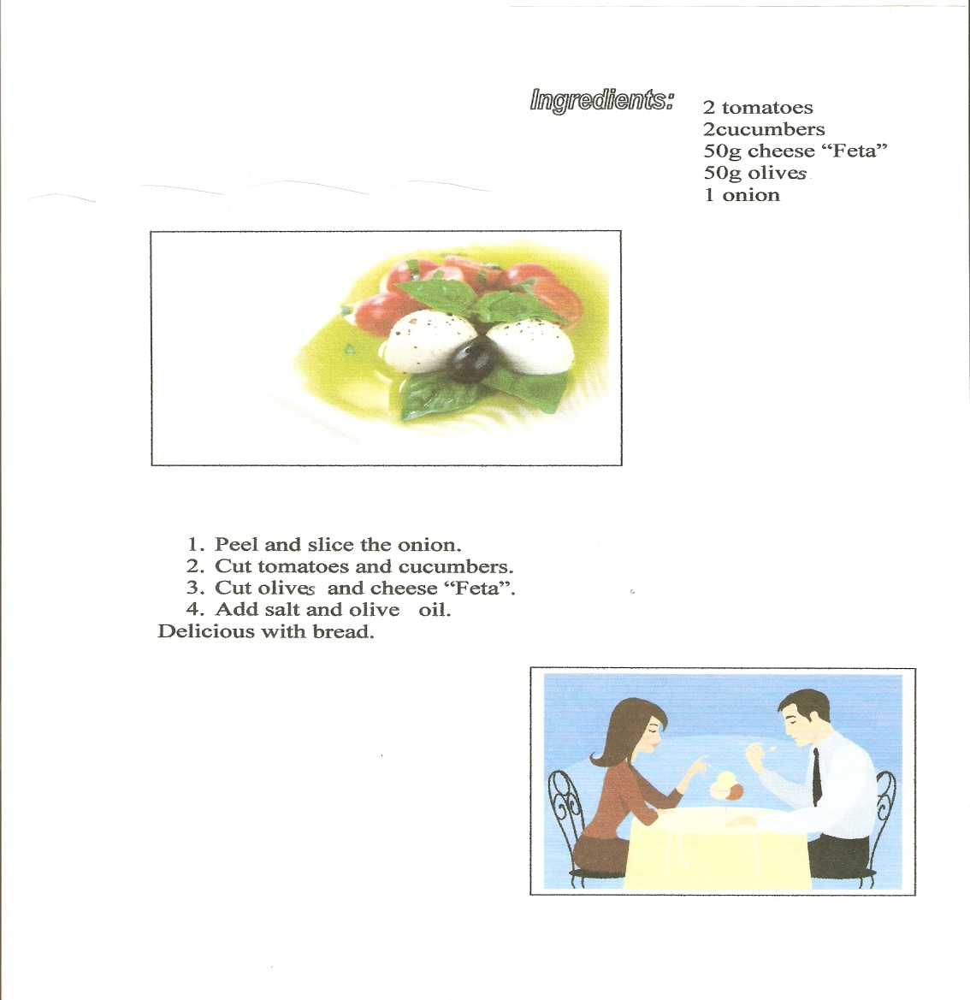 Ingredients:
2 tomatoes
2cucumbers
50g cheese “Feta”
50g olives
1 onion
1. Peel and slice the onion.
2. Cut tomatoes and cucumbers.
3. Cut olives and cheese “Feta”.
4. Add salt and olive oil.
Delicious with bread.